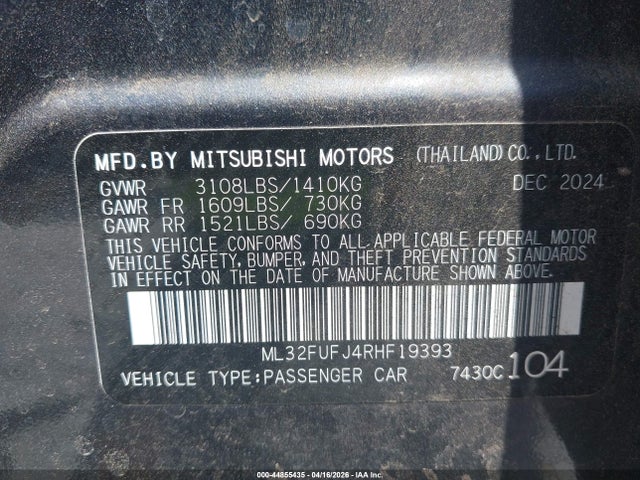 MFD.BY MITSUBISHI MOTORS (THAILAND)CO.,LTD.
GVWR 3108LBS/1410KG DEC 2024
GAWR FR 1609LBS/ 730KG
GAWR RR 1521LBS/ 690KG
THIS VEHICLE CONFORMS TO ALL APPLICABLE FEDERAL MOTOR
VEHICLE SAFETY, BUMPER, AND THEFT PREVENTION STANDARDS
IN EFFECT ON THE DATE OF MANUFACTURE SHOWN ABOVE.
ML32FUFJ4RHF19393
VEHICLE TYPE:PASSENGER CAR 7430C 104
000-44855435 - 04/16/2026 - IAA Inc.